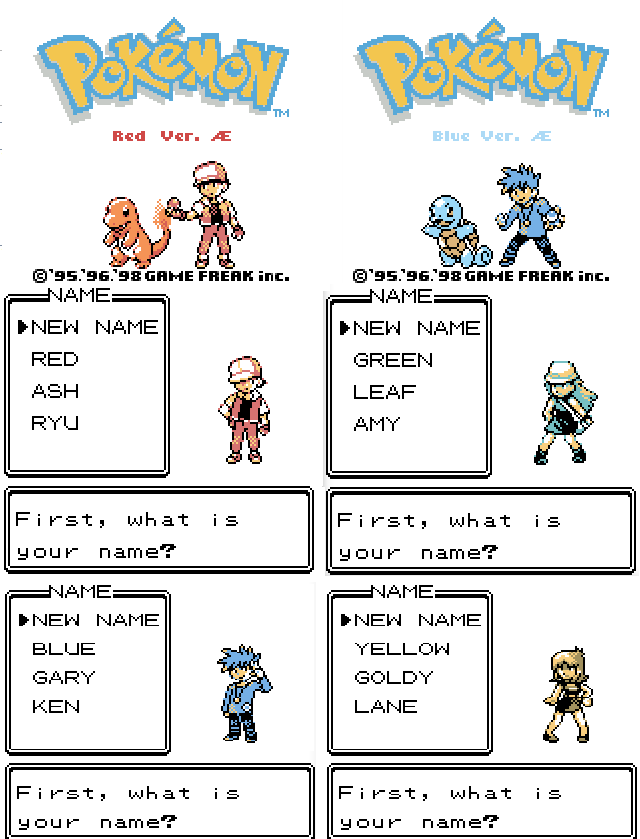 POKéMON
TM
Red Ver. Æ
©'95.'96.'98 GAME FREAK inc.
POKéMON
TM
Blue Ver. Æ
©'95.'96.'98 GAME FREAK inc.
NAME
▶NEW NAME
RED
ASH
RYU
First, what is
your name?
NAME
▶NEW NAME
GREEN
LEAF
AMY
First, what is
your name?
NAME
▶NEW NAME
BLUE
GARY
KEN
First, what is
your name?
NAME
▶NEW NAME
YELLOW
GOLDY
LANE
First, what is
your name?